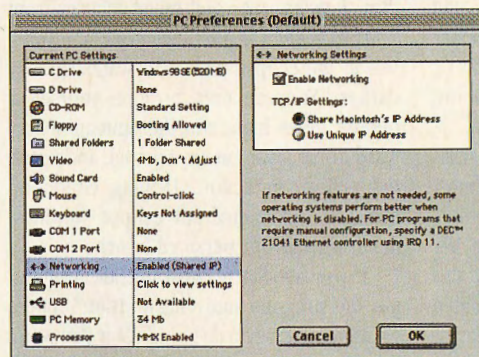 PC Preferences (Default)
Current PC Settings
C Drive Windows 98 SE (520 MB)
D Drive None
CD-ROM Standard Setting
Floppy Booting Allowed
Shared Folders 1 Folder Shared
Video 4Mb, Don't Adjust
Sound Card Enabled
Mouse Control-click
Keyboard Keys Not Assigned
COM 1 Port None
COM 2 Port None
Networking Enabled (Shared IP)
Printing Click to view settings
USB Not Available
PC Memory 34 Mb
Processor MMX Enabled
Networking Settings
Enable Networking
TCP/IP Settings:
Share Macintosh's IP Address
Use Unique IP Address
If networking features are not needed, some
operating systems perform better when
networking is disabled. For PC programs that
require manual configuration, specify a DEC™
21041 Ethernet controller using IRQ 11.
Cancel
OK